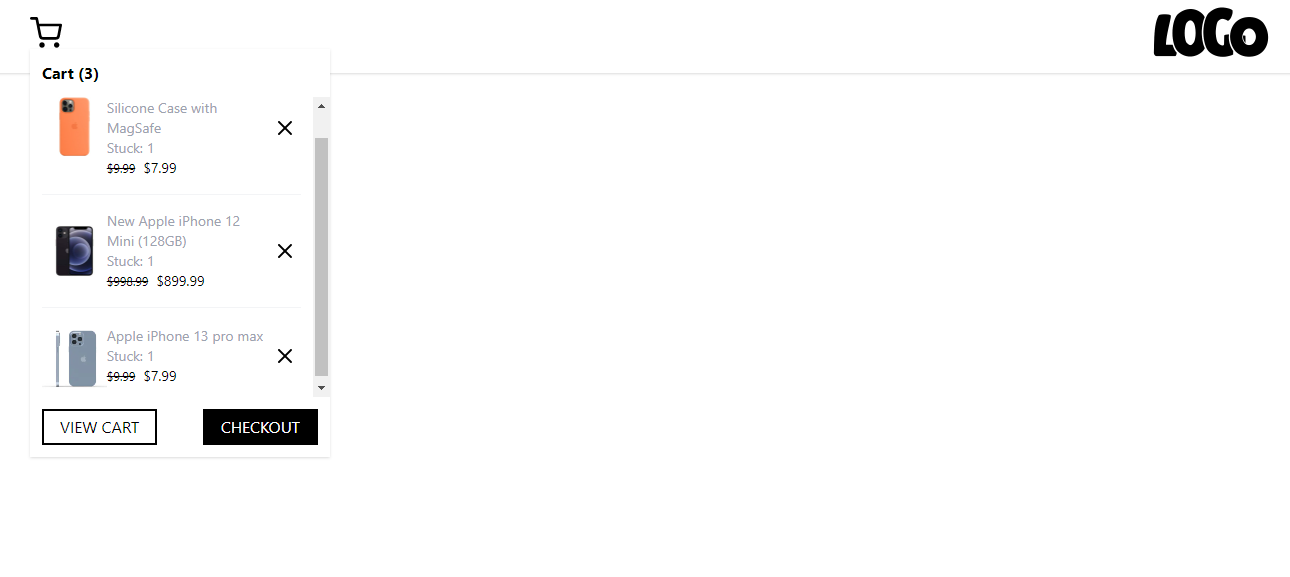 LOGO
Cart (3)
Silicone Case with
MagSafe
Stuck: 1
$9.99 $7.99
New Apple iPhone 12
Mini (128GB)
Stuck: 1
$998.99 $899.99
Apple iPhone 13 pro max
Stuck: 1
$9.99 $7.99
VIEW CART
CHECKOUT